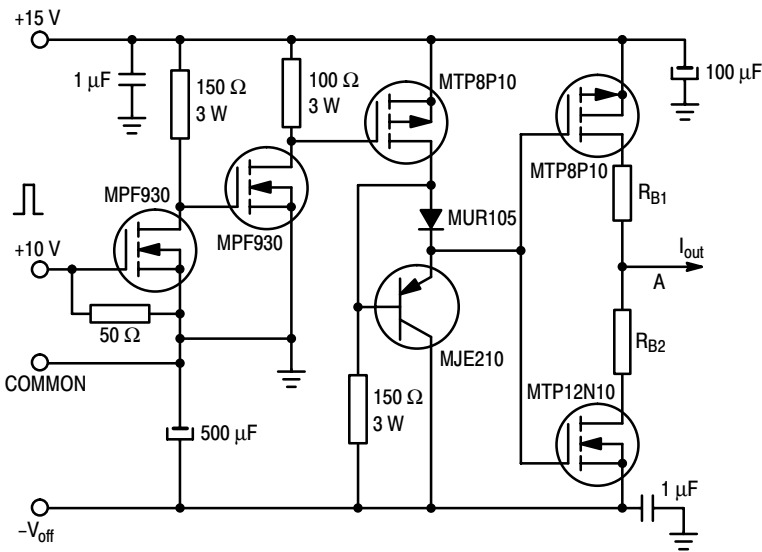 +15 V
1 μF
150 Ω
3 W
100 Ω
3 W
MTP8P10
100 μF
MPF930
MPF930
MUR105
MTP8P10
RB1
+10 V
50 Ω
Iout
A
COMMON
MJE210
RB2
500 μF
150 Ω
3 W
MTP12N10
1 μF
–Voff